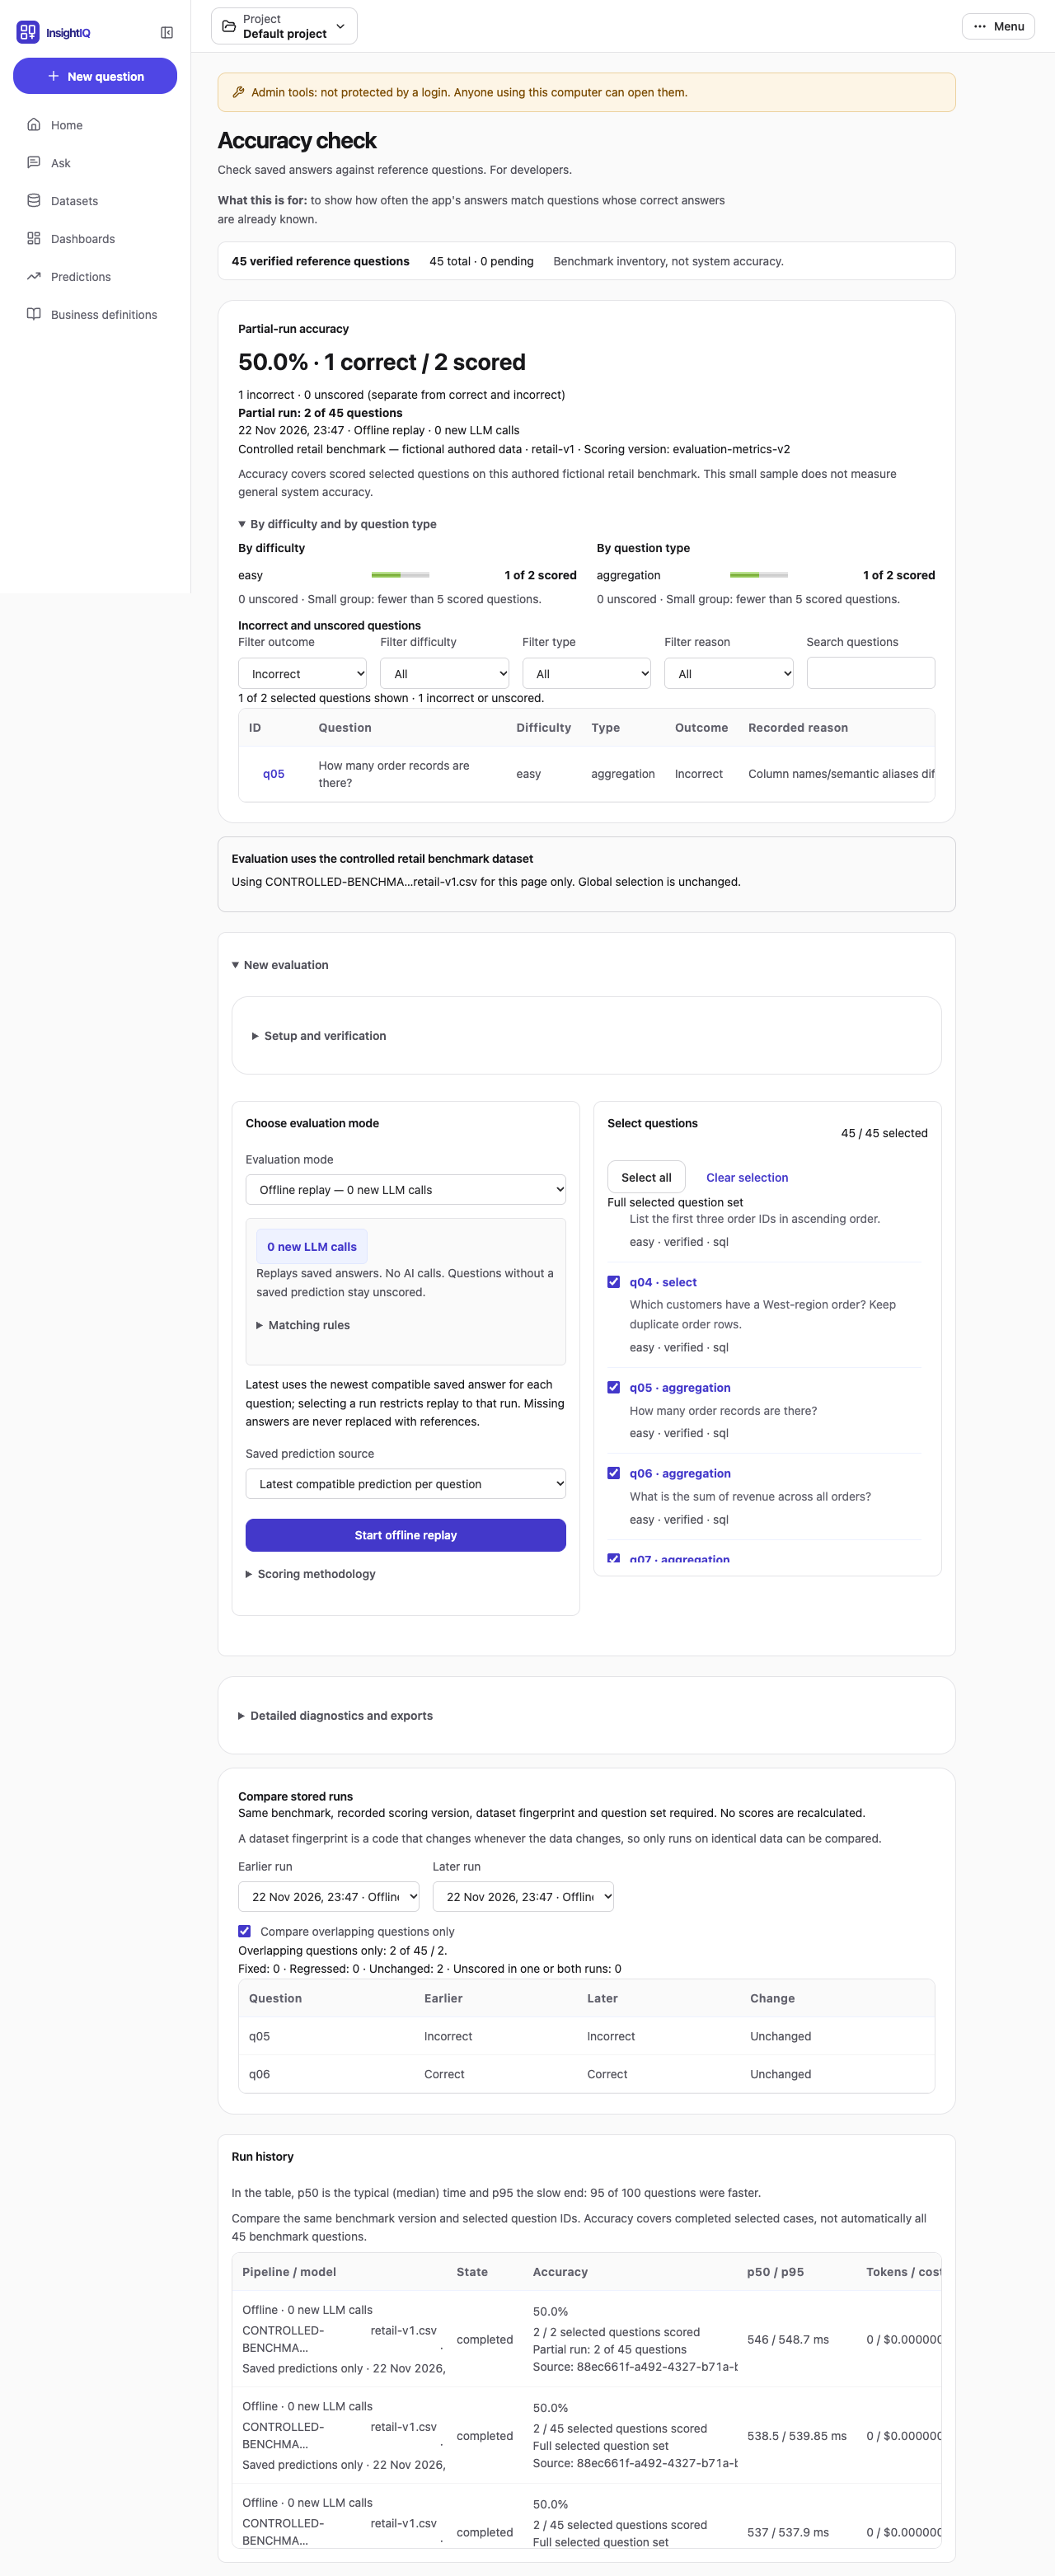 InsightIQ
New question
Home
Ask
Datasets
Dashboards
Predictions
Business definitions
Project
Default project
Menu
Admin tools: not protected by a login. Anyone using this computer can open them.
Accuracy check
Check saved answers against reference questions. For developers.
What this is for: to show how often the app's answers match questions whose correct answers
are already known.
45 verified reference questions 45 total · 0 pending Benchmark inventory, not system accuracy.
Partial-run accuracy
50.0% · 1 correct / 2 scored
1 incorrect · 0 unscored (separate from correct and incorrect)
Partial run: 2 of 45 questions
22 Nov 2026, 23:47 · Offline replay · 0 new LLM calls
Controlled retail benchmark — fictional authored data · retail-v1 · Scoring version: evaluation-metrics-v2
Accuracy covers scored selected questions on this authored fictional retail benchmark. This small sample does not measure
general system accuracy.
By difficulty and by question type
By difficulty
easy 1 of 2 scored
0 unscored · Small group: fewer than 5 scored questions.
By question type
aggregation 1 of 2 scored
0 unscored · Small group: fewer than 5 scored questions.
Incorrect and unscored questions
Filter outcome Filter difficulty Filter type Filter reason Search questions
Incorrect All All All
1 of 2 selected questions shown · 1 incorrect or unscored.
ID Question Difficulty Type Outcome Recorded reason
q05 How many order records are there? easy aggregation Incorrect Column names/semantic aliases dif
Evaluation uses the controlled retail benchmark dataset
Using CONTROLLED-BENCHMA...retail-v1.csv for this page only. Global selection is unchanged.
New evaluation
Setup and verification
Choose evaluation mode
Evaluation mode
Offline replay — 0 new LLM calls
0 new LLM calls
Replays saved answers. No AI calls. Questions without a
saved prediction stay unscored.
Matching rules
Latest uses the newest compatible saved answer for each
question; selecting a run restricts replay to that run. Missing
answers are never replaced with references.
Saved prediction source
Latest compatible prediction per question
Start offline replay
Scoring methodology
Select questions
45 / 45 selected
Select all Clear selection
Full selected question set
List the first three order IDs in ascending order.
easy · verified · sql
q04 · select
Which customers have a West-region order? Keep
duplicate order rows.
easy · verified · sql
q05 · aggregation
How many order records are there?
easy · verified · sql
q06 · aggregation
What is the sum of revenue across all orders?
easy · verified · sql
q07 · aggregation
Detailed diagnostics and exports
Compare stored runs
Same benchmark, recorded scoring version, dataset fingerprint and question set required. No scores are recalculated.
A dataset fingerprint is a code that changes whenever the data changes, so only runs on identical data can be compared.
Earlier run Later run
22 Nov 2026, 23:47 · Offline 22 Nov 2026, 23:47 · Offline
Compare overlapping questions only
Overlapping questions only: 2 of 45 / 2.
Fixed: 0 · Regressed: 0 · Unchanged: 2 · Unscored in one or both runs: 0
Question Earlier Later Change
q05 Incorrect Incorrect Unchanged
q06 Correct Correct Unchanged
Run history
In the table, p50 is the typical (median) time and p95 the slow end: 95 of 100 questions were faster.
Compare the same benchmark version and selected question IDs. Accuracy covers completed selected cases, not automatically all
45 benchmark questions.
Pipeline / model State Accuracy p50 / p95 Tokens / cost
Offline · 0 new LLM calls
CONTROLLED-BENCHMA... retail-v1.csv ·
Saved predictions only · 22 Nov 2026,
completed
50.0%
2 / 2 selected questions scored
Partial run: 2 of 45 questions
Source: 88ec661f-a492-4327-b71a-b
546 / 548.7 ms
0 / $0.000000
Offline · 0 new LLM calls
CONTROLLED-BENCHMA... retail-v1.csv ·
Saved predictions only · 22 Nov 2026,
completed
50.0%
2 / 45 selected questions scored
Full selected question set
Source: 88ec661f-a492-4327-b71a-b
538.5 / 539.85 ms
0 / $0.000000
Offline · 0 new LLM calls
CONTROLLED-BENCHMA... retail-v1.csv ·
completed
50.0%
2 / 45 selected questions scored
Full selected question set
537 / 537.9 ms
0 / $0.000000